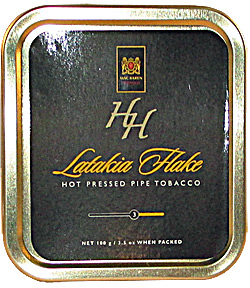 MAC BAREN
HH
Latakia Flake
HOT PRESSED PIPE TOBACCO
3
NET 100 g / 3.5 oz WHEN PACKED